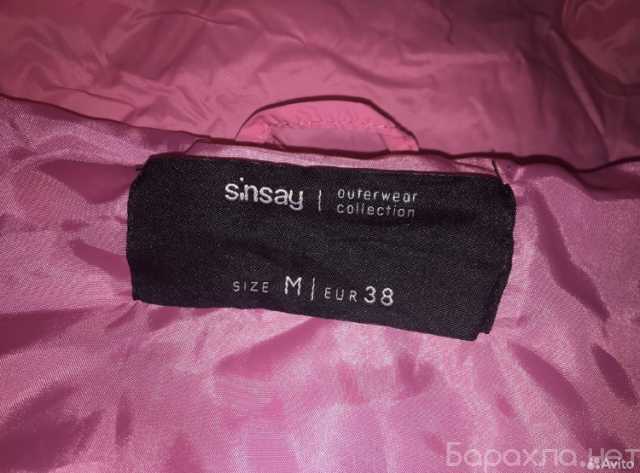 sinsay | outerwear
collection
SIZE M | EUR 38
Барахла.нет
Avito